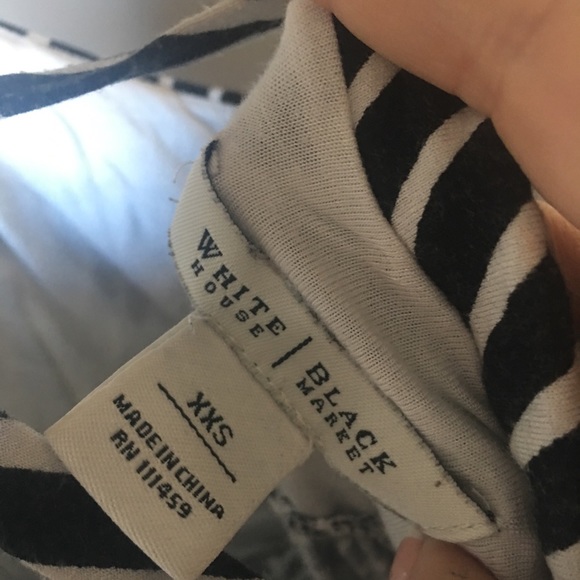 WHITE | BLACK
HOUSE | MARKET
XXS
MADE IN CHINA
RN 111459